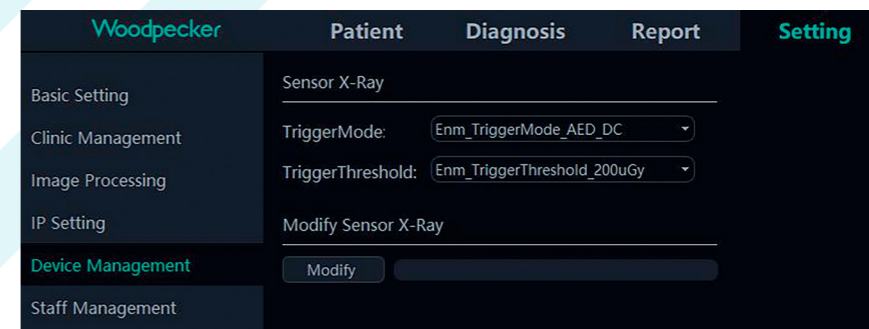 Woodpecker Patient Diagnosis Report Setting
Basic Setting
Clinic Management
Image Processing
IP Setting
Device Management
Staff Management
Sensor X-Ray
TriggerMode: Enm_TriggerMode_AED_DC
TriggerThreshold: Enm_TriggerThreshold_200uGy
Modify Sensor X-Ray
Modify